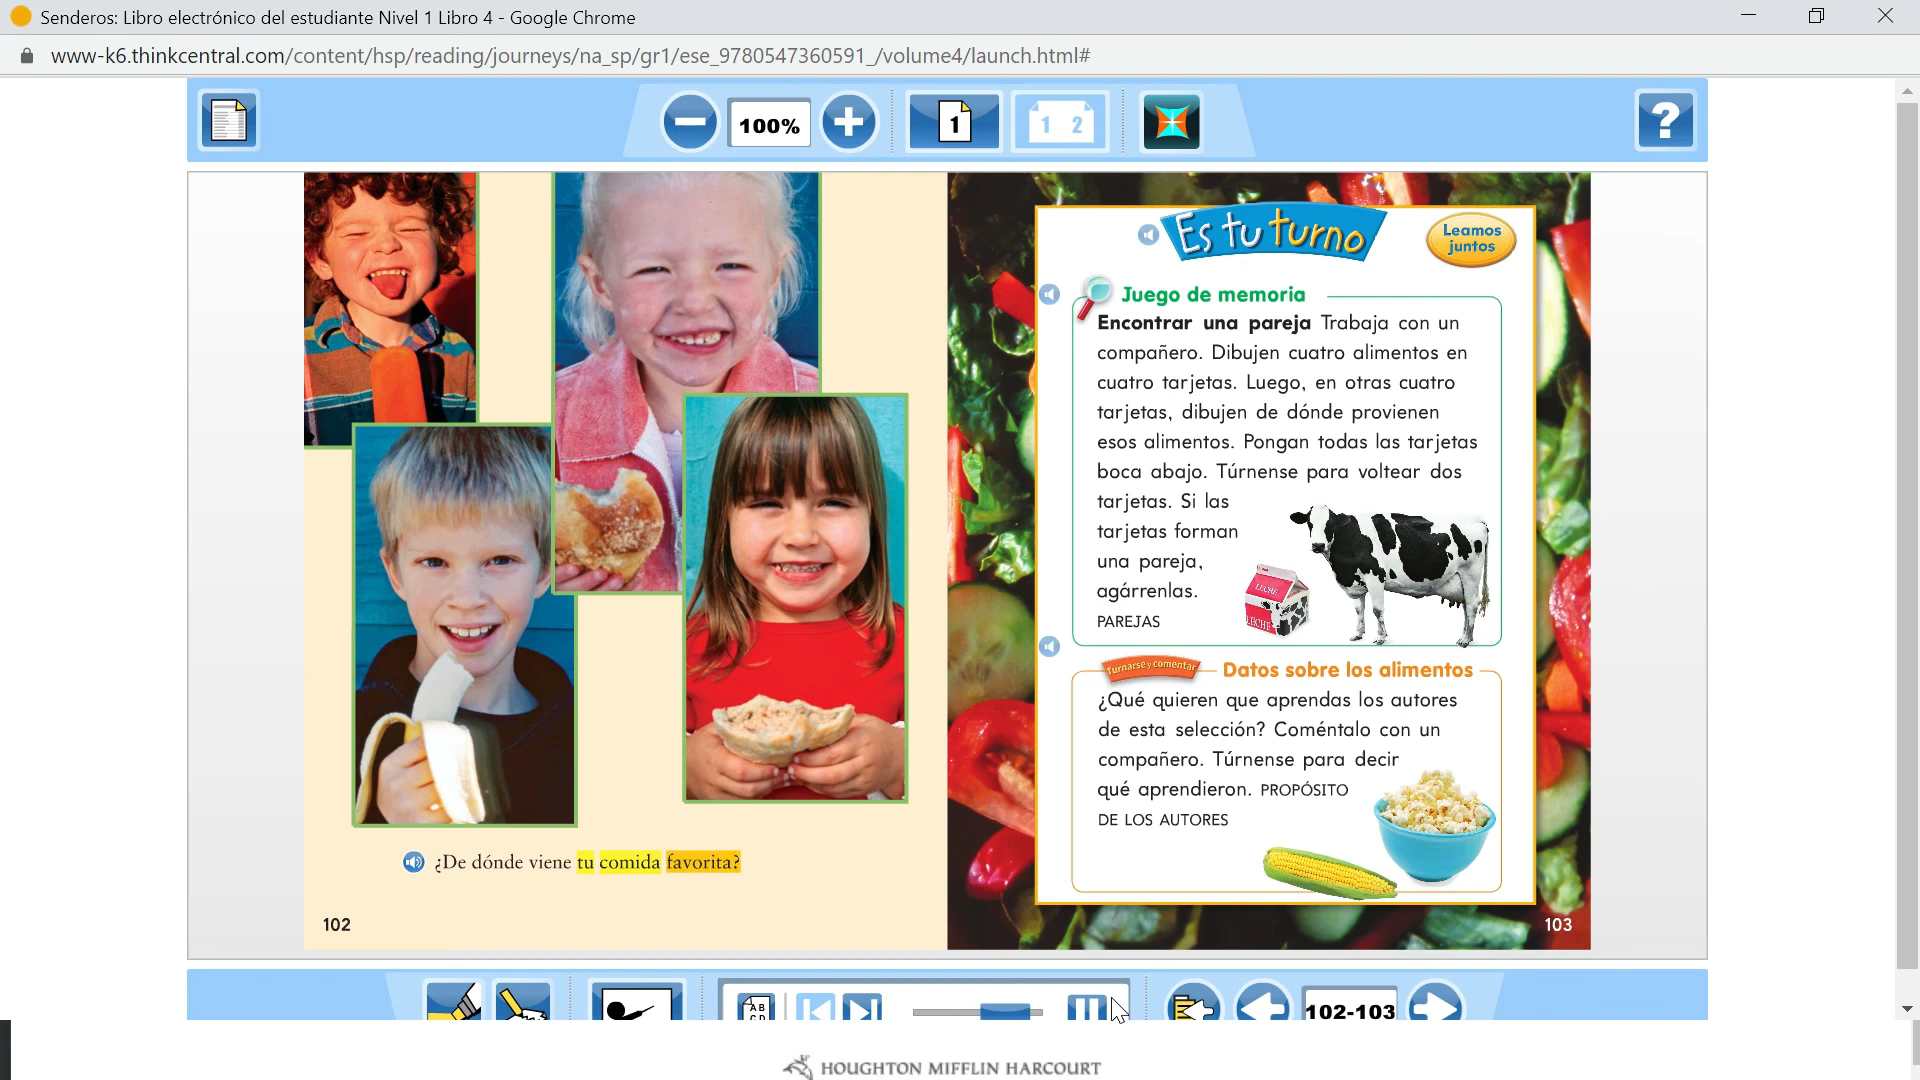 Senderos: Libro electrónico del estudiante Nivel 1 Libro 4 - Google Chrome
www-k6.thinkcentral.com/content/hsp/reading/journeys/na_sp/gr1/ese_9780547360591_/volume4/launch.html#
100%
1
1 2
?
¿De dónde viene tu comida favorita?
102
Es tu turno
Leamos
juntos
Juego de memoria
Encontrar una pareja Trabaja con un
compañero. Dibujen cuatro alimentos en
cuatro tarjetas. Luego, en otras cuatro
tarjetas, dibujen de dónde provienen
esos alimentos. Pongan todas las tarjetas
boca abajo. Túrnense para voltear dos
tarjetas. Si las
tarjetas forman
una pareja,
agárrenlas.
PAREJAS
LECHE
LECHE
Turnarse y comentar
Datos sobre los alimentos
¿Qué quieren que aprendas los autores
de esta selección? Coméntalo con un
compañero. Túrnense para decir
qué aprendieron. PROPÓSITO
DE LOS AUTORES
103
AB
CD
102-103
HOUGHTON MIFFLIN HARCOURT